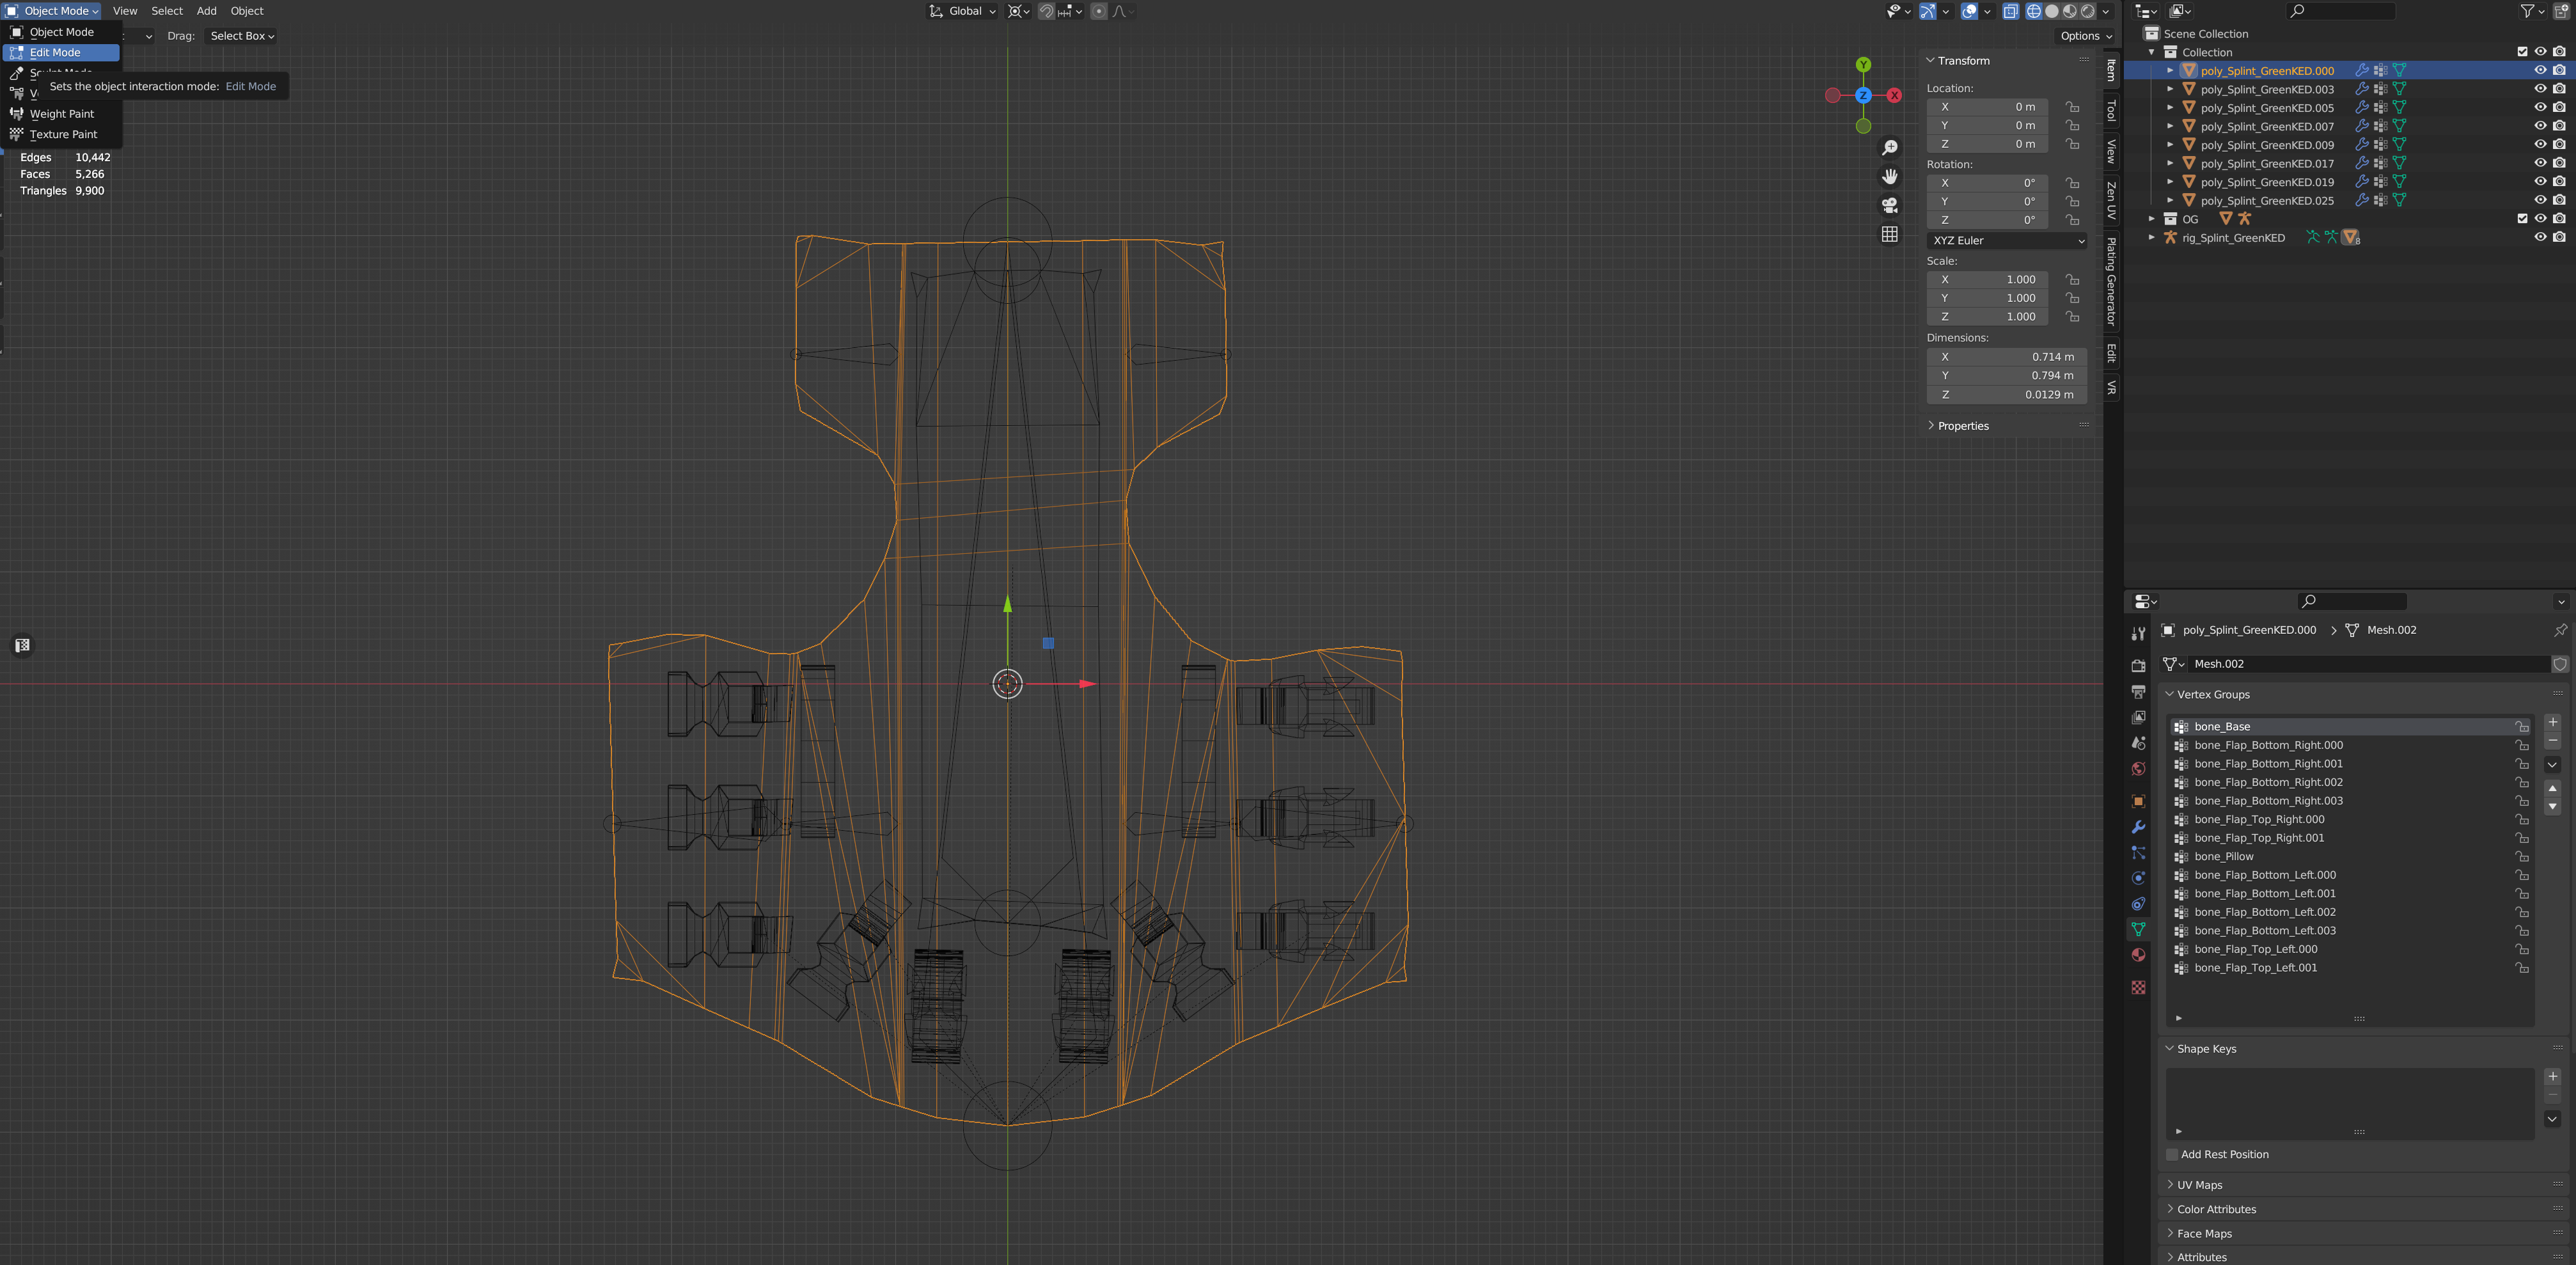 Object Mode View Select Add Object Global
Object Mode
Drag: Select Box Options
Edit Mode
Sets the object interaction mode: Edit Mode
Weight Paint
Texture Paint
Edges 10,442
Faces 5,266
Triangles 9,900
Y
Z
X
Transform
Location:
X 0 m
Y 0 m
Z 0 m
Rotation:
X 0°
Y 0°
Z 0°
XYZ Euler
Scale:
X 1.000
Y 1.000
Z 1.000
Dimensions:
X 0.714 m
Y 0.794 m
Z 0.0129 m
Properties
Item
Tool
View
Zen UV
Plating Generator
Edit
VR
Scene Collection
Collection
poly_Splint_GreenKED.000
poly_Splint_GreenKED.003
poly_Splint_GreenKED.005
poly_Splint_GreenKED.007
poly_Splint_GreenKED.009
poly_Splint_GreenKED.017
poly_Splint_GreenKED.019
poly_Splint_GreenKED.025
OG
rig_Splint_GreenKED 8
poly_Splint_GreenKED.000 > Mesh.002
Mesh.002
Vertex Groups
bone_Base
bone_Flap_Bottom_Right.000
bone_Flap_Bottom_Right.001
bone_Flap_Bottom_Right.002
bone_Flap_Bottom_Right.003
bone_Flap_Top_Right.000
bone_Flap_Top_Right.001
bone_Pillow
bone_Flap_Bottom_Left.000
bone_Flap_Bottom_Left.001
bone_Flap_Bottom_Left.002
bone_Flap_Bottom_Left.003
bone_Flap_Top_Left.000
bone_Flap_Top_Left.001
Shape Keys
Add Rest Position
UV Maps
Color Attributes
Face Maps
Attributes